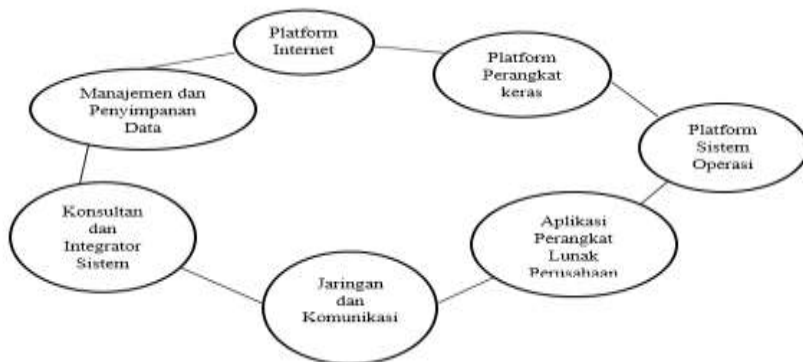 Platform
Internet
Platform
Perangkat
keras
Platform
Sistem
Operasi
Aplikasi
Perangkat
Lunak
Perusahaan
Jaringan
dan
Komunikasi
Konsultan
dan
Integrator
Sistem
Manajemen dan
Penyimpanan
Data